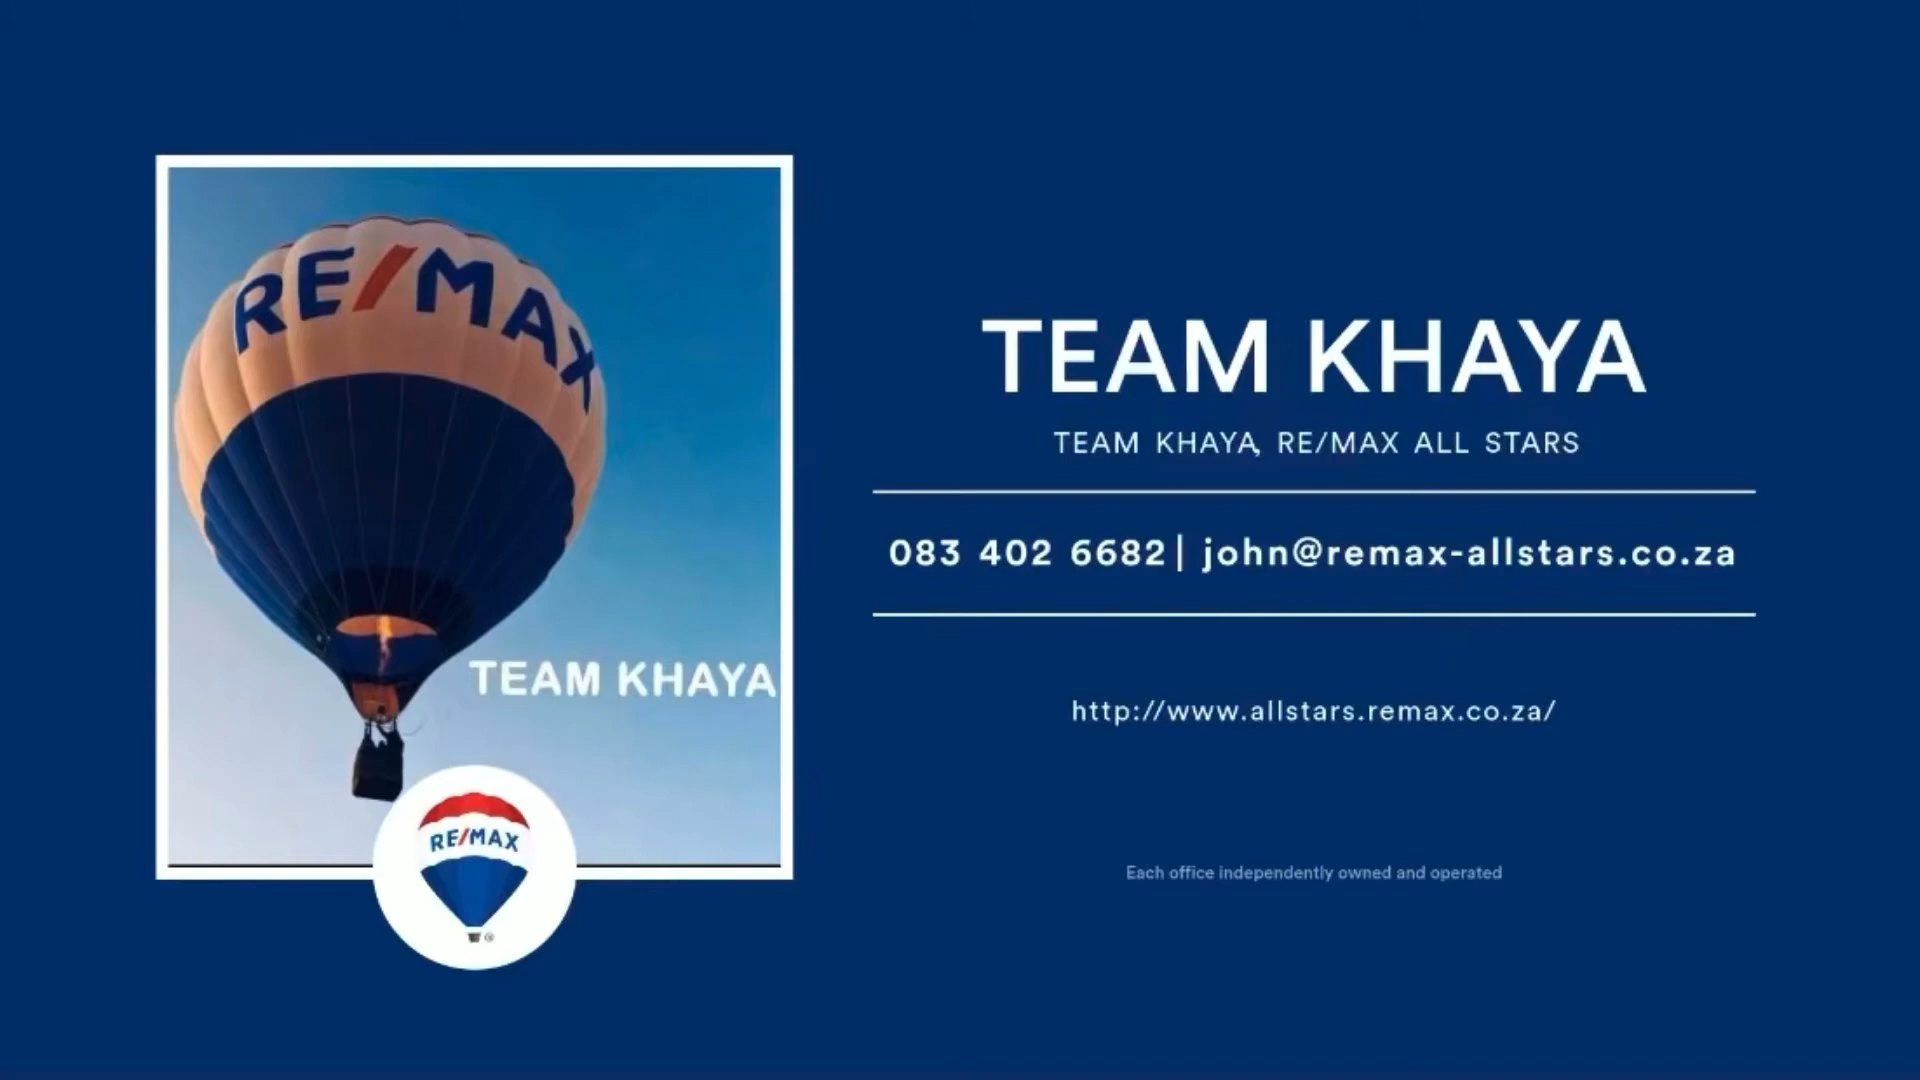 RE/MAX
TEAM KHAYA
RE/MAX
®
TEAM KHAYA
TEAM KHAYA, RE/MAX ALL STARS
083 402 6682| john@remax-allstars.co.za
http://www.allstars.remax.co.za/
Each office independently owned and operated